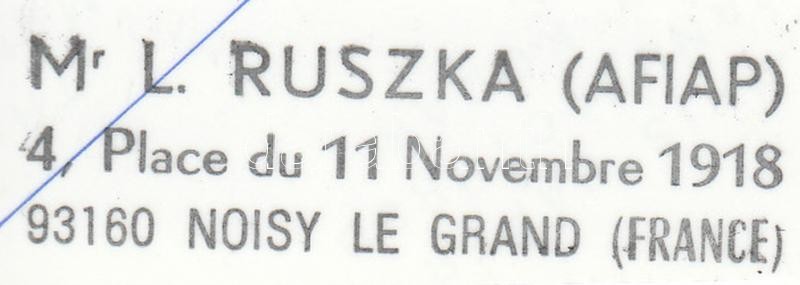 Mr L. RUSZKA (AFIAP)
4, Place du 11 Novembre 1918
93160 NOISY LE GRAND (FRANCE)